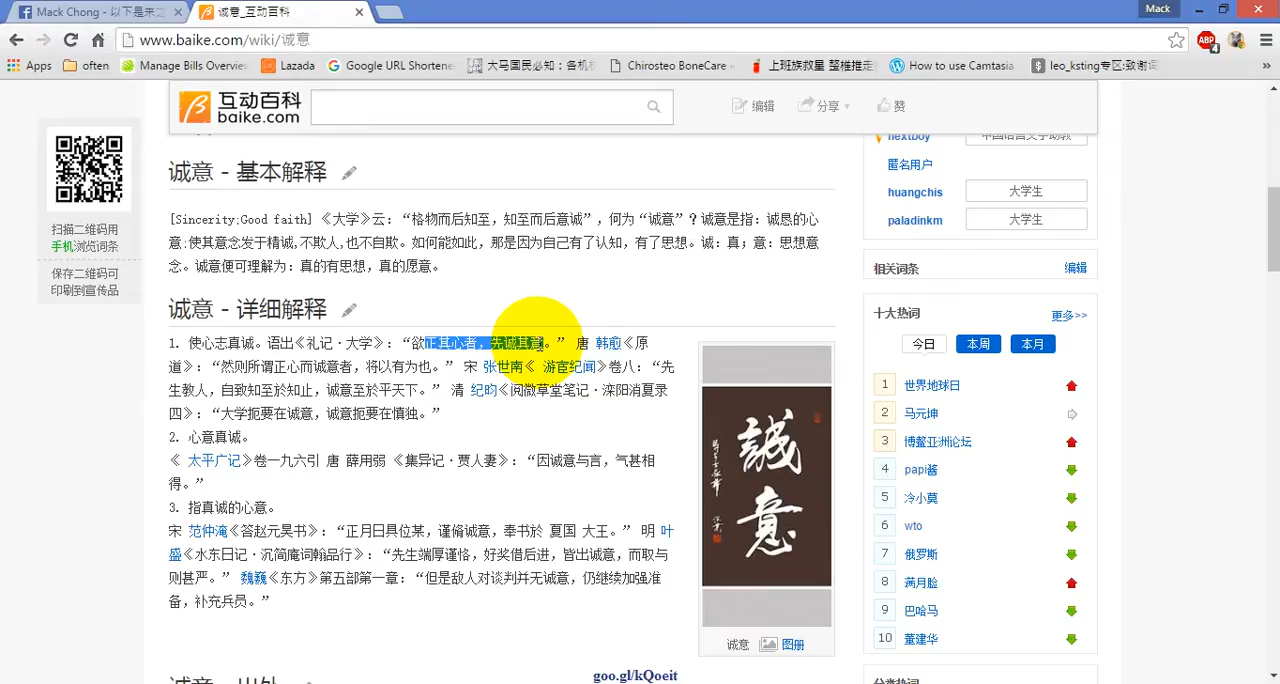 Mack Chong - 以下是来之
诚意_互动百科
Mack
www.baike.com/wiki/诚意
ABP
4
Apps
often
Manage Bills Overvie
Lazada
Google URL Shortene
大马国民必知：各机
Chirosteo BoneCare
上班族救星 整椎推走
How to use Camtasia
leo_ksting专区:致谢词
互动百科
baike.com
编辑
分享
赞
扫描二维码用
手机浏览词条
保存二维码可
印刷到宣传品
诚意 - 基本解释
[Sincerity;Good faith] 《大学》云：“格物而后知至，知至而后意诚”，何为“诚意”？诚意是指：诚恳的心
意;使其意念发于精诚,不欺人,也不自欺。如何能如此，那是因为自己有了认知，有了思想。诚：真；意：思想意
念。诚意便可理解为：真的有思想，真的愿意。
诚意 - 详细解释
1. 使心志真诚。语出《礼记·大学》：“欲正其心者，先诚其意。” 唐 韩愈《原
道》：“然则所谓正心而诚意者，将以有为也。” 宋 张世南《 游宦纪闻》卷八：“先
生教人，自致知至於知止，诚意至於平天下。” 清 纪昀《阅微草堂笔记·滦阳消夏录
四》：“大学扼要在诚意，诚意扼要在慎独。”
2. 心意真诚。
《 太平广记》卷一九六引 唐 薛用弱 《集异记·贾人妻》：“因诚意与言，气甚相
得。”
3. 指真诚的心意。
宋 范仲淹《答赵元昊书》：“正月日具位某，谨修诚意，奉书於 夏国 大王。” 明 叶
盛《水东日记·沉简庵词翰品行》：“先生端厚谨恪，好奖借后进，皆出诚意，而取与
则甚严。” 魏巍《东方》第五部第一章：“但是敌人对谈判并无诚意，仍继续加强准
备，补充兵员。”
誠
意
诚意
图册
nextboy
中国语言文学助教
匿名用户
huangchis
大学生
paladinkm
大学生
相关词条
编辑
十大热词
更多>>
今日
本周
本月
1 世界地球日
2 马元坤
3 博鳌亚洲论坛
4 papi酱
5 冷小莫
6 wto
7 俄罗斯
8 满月脸
9 巴哈马
10 董建华
goo.gl/kQoeit